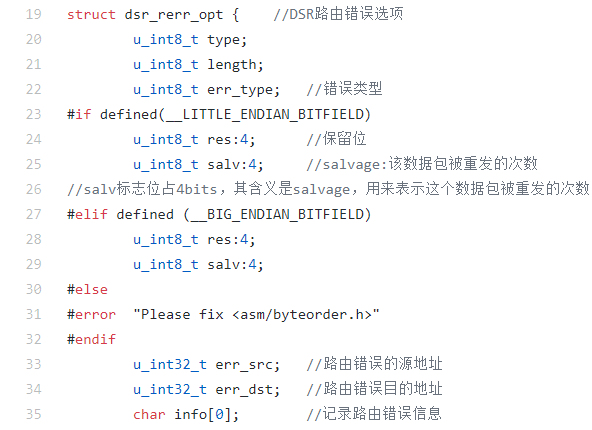 19 struct dsr_rerr_opt {    //DSR路由错误选项
20         u_int8_t type;
21         u_int8_t length;
22         u_int8_t err_type;   //错误类型
23 #if defined(__LITTLE_ENDIAN_BITFIELD)
24         u_int8_t res:4;      //保留位
25         u_int8_t salv:4;     //salvage:该数据包被重发的次数
26 //salv标志位占4bits，其含义是salvage，用来表示这个数据包被重发的次数
27 #elif defined (__BIG_ENDIAN_BITFIELD)
28         u_int8_t res:4;
29         u_int8_t salv:4;
30 #else
31 #error  "Please fix <asm/byteorder.h>"
32 #endif
33         u_int32_t err_src;   //路由错误的源地址
34         u_int32_t err_dst;   //路由错误目的地址
35         char info[0];        //记录路由错误信息